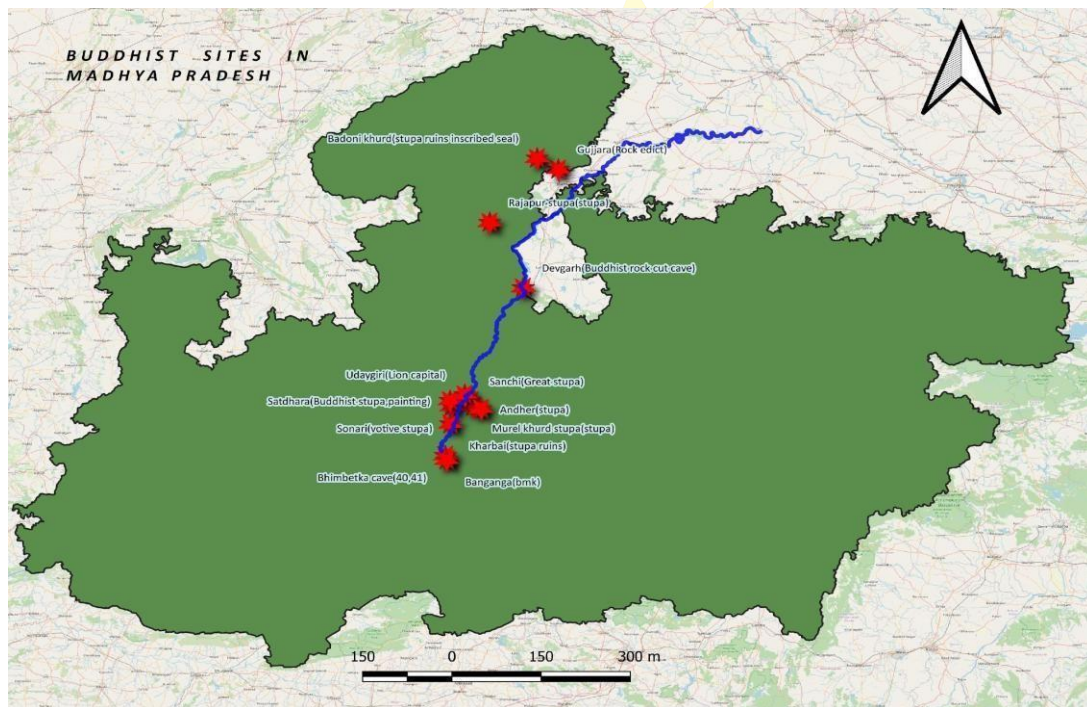 BUDDHIST SITES IN
MADHYA PRADESH
Badoni khurd(stupa ruins inscribed seal)
Gujjara(Rock edict)
Rajapur-stupa(stupa)
Devgarh(Buddhist rock cut cave)
Udaygiri(Lion capital)
Sanchi(Great stupa)
Satdhara(Buddhist stupa,painting)
Andher(stupa)
Sonari(votive stupa)
Murel khurd stupa(stupa)
Kharbai(stupa ruins)
Bhimbetka cave(40,41)
Banganga(bmk)
150 0 150 300 m